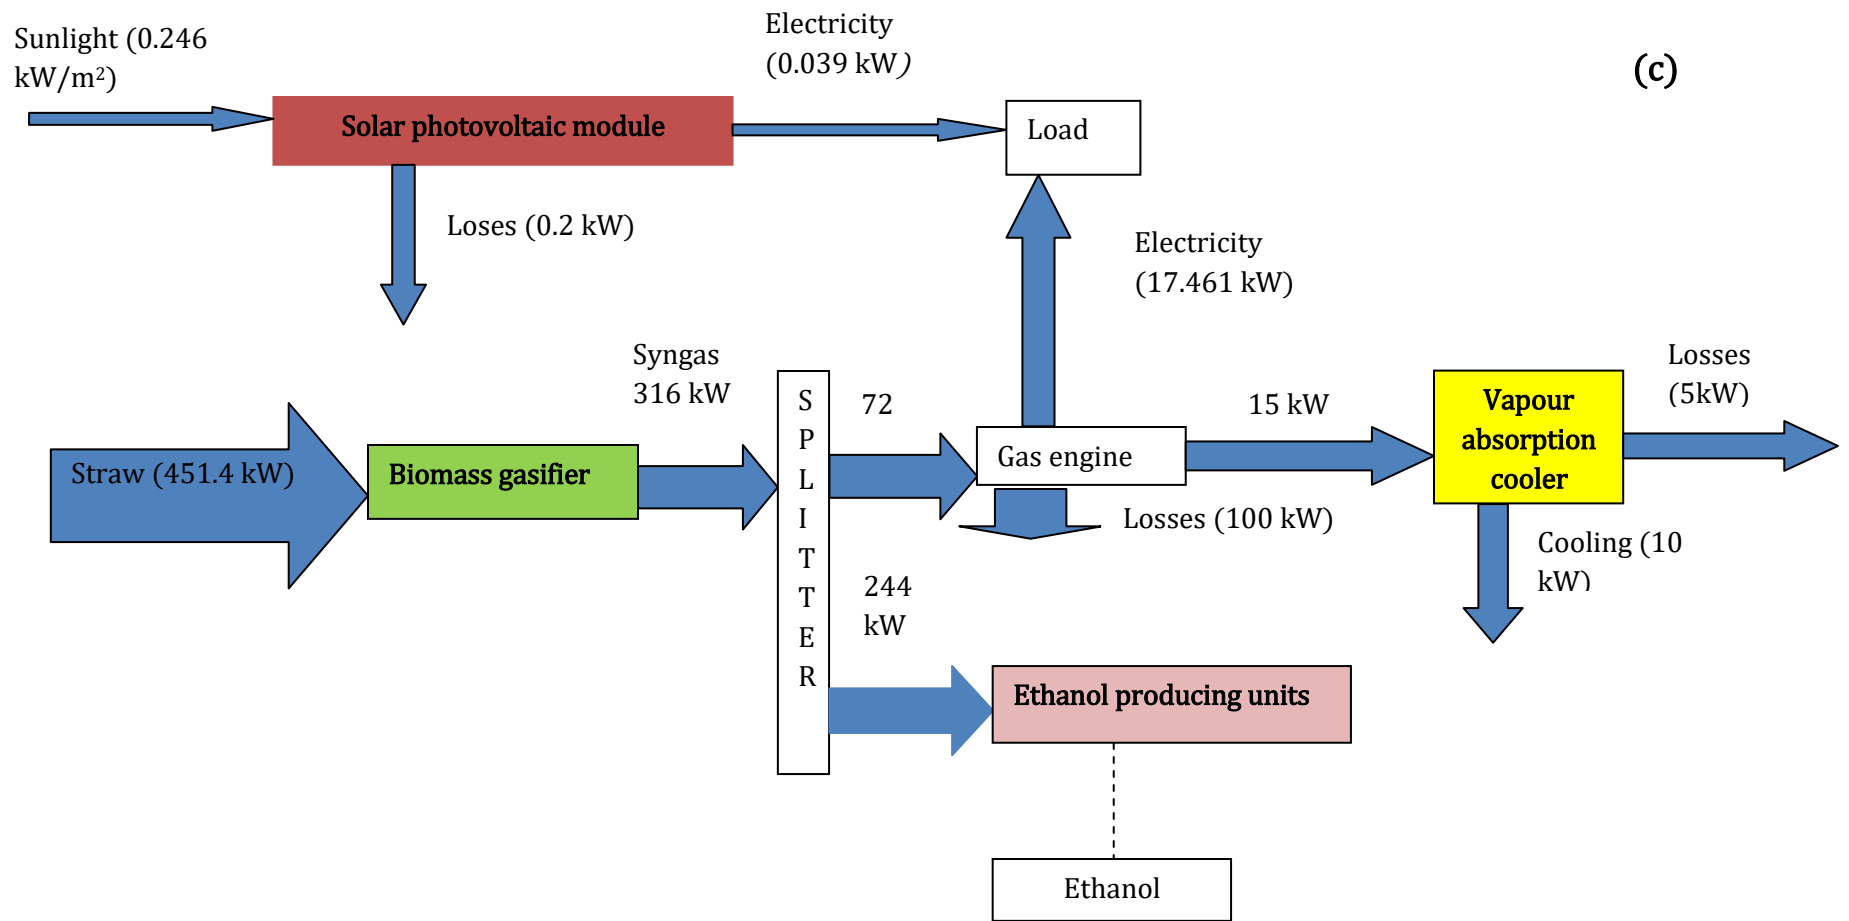 Sunlight (0.246
kW/m²)
Electricity
(0.039 kW)
(c)
Solar photovoltaic module
Load
Loses (0.2 kW)
Electricity
(17.461 kW)
Syngas
316 kW
S
P
L
I
T
T
E
R
72
15 kW
Vapour
absorption
cooler
Losses
(5kW)
Straw (451.4 kW)
Biomass gasifier
Gas engine
Losses (100 kW)
Cooling (10
kW)
244
kW
Ethanol producing units
Ethanol